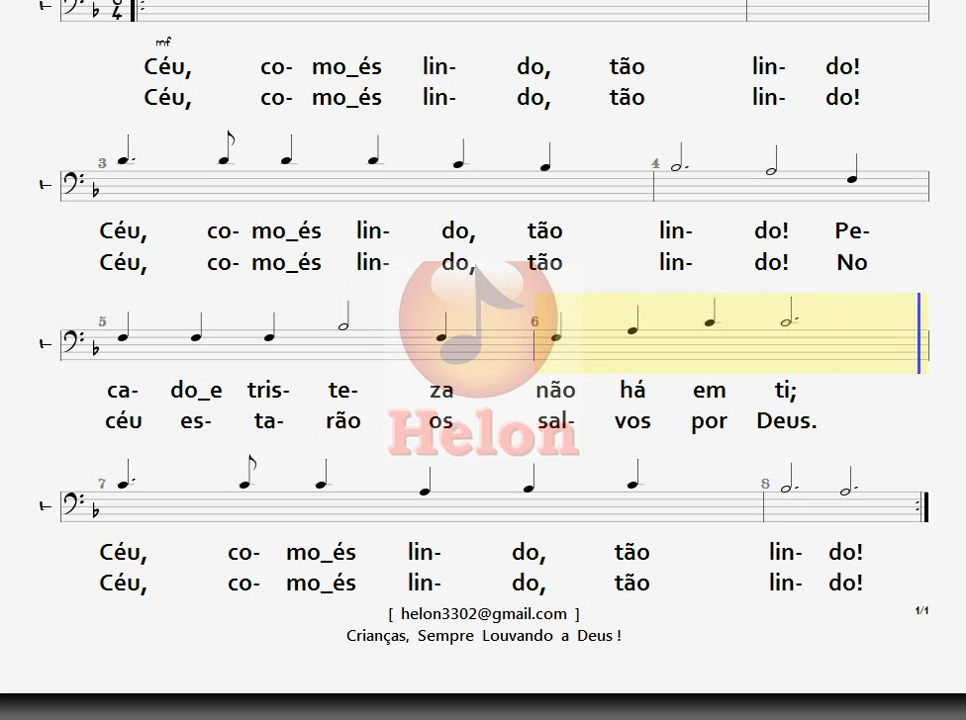 mf
Céu, co- mo_és lin- do, tão lin- do!
Céu, co- mo_és lin- do, tão lin- do!
3 4
T
Céu, co- mo_és lin- do, tão lin- do! Pe-
Céu, co- mo_és lin- do, tão lin- do! No
5 6
T
ca- do_e tris- te- za não há em ti;
céu es- ta- rão os sal- vos por Deus.
Helon
7 8
T
Céu, co- mo_és lin- do, tão lin- do!
Céu, co- mo_és lin- do, tão lin- do!
[ helon3302@gmail.com ] 1/1
Crianças, Sempre Louvando a Deus !